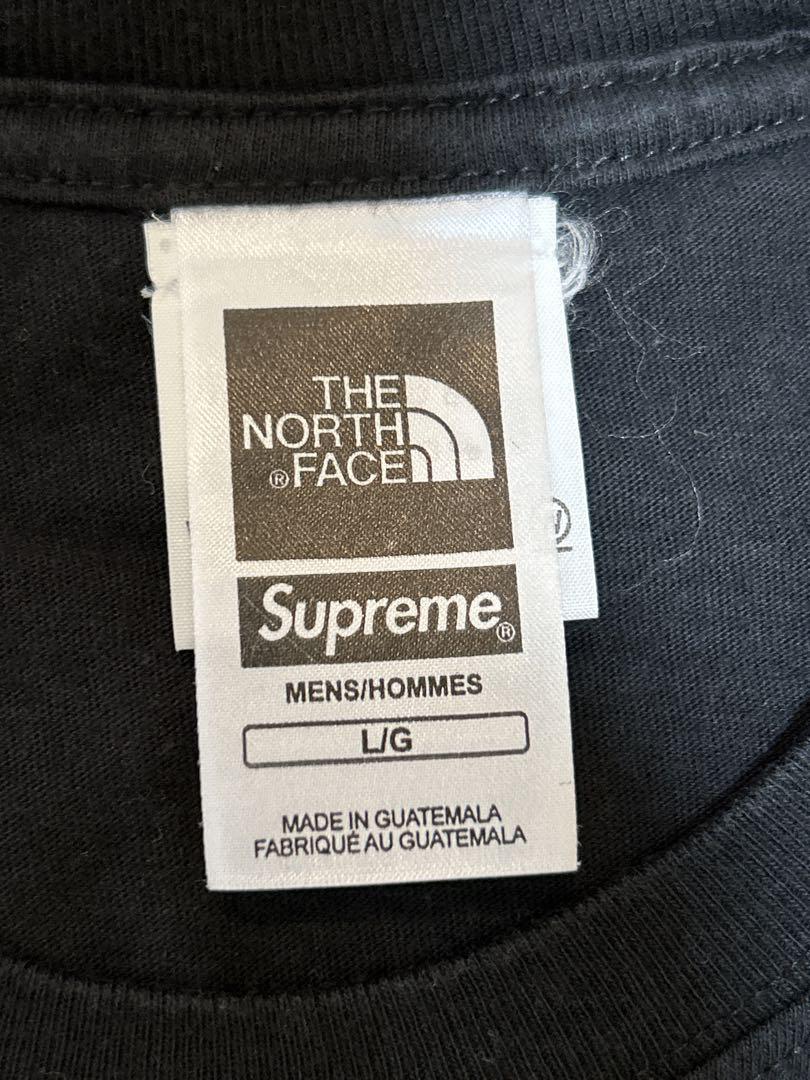 THE
NORTH
®FACE
Supreme®
MENS/HOMMES
L/G
MADE IN GUATEMALA
FABRIQUÉ AU GUATEMALA